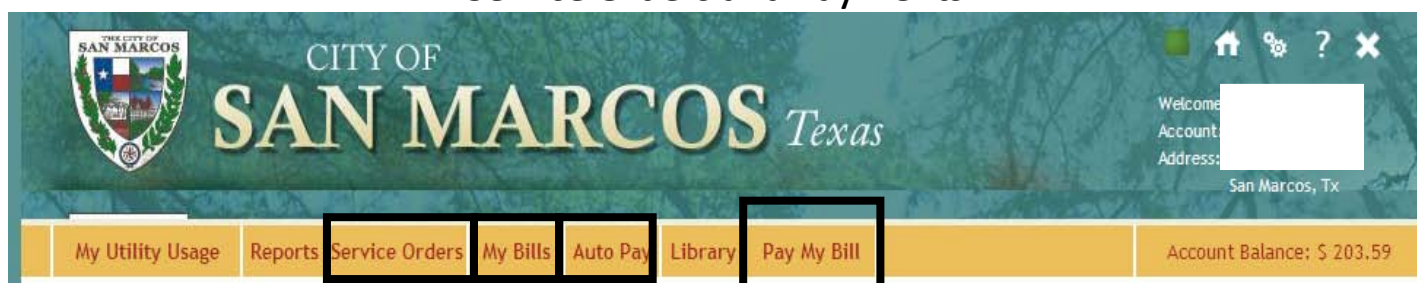 THE CITY OF
SAN MARCOS
CITY OF
SAN MARCOS Texas
?
Welcome
Account:
Address:
San Marcos, Tx
My Utility Usage Reports Service Orders My Bills Auto Pay Library Pay My Bill Account Balance: $ 203.59